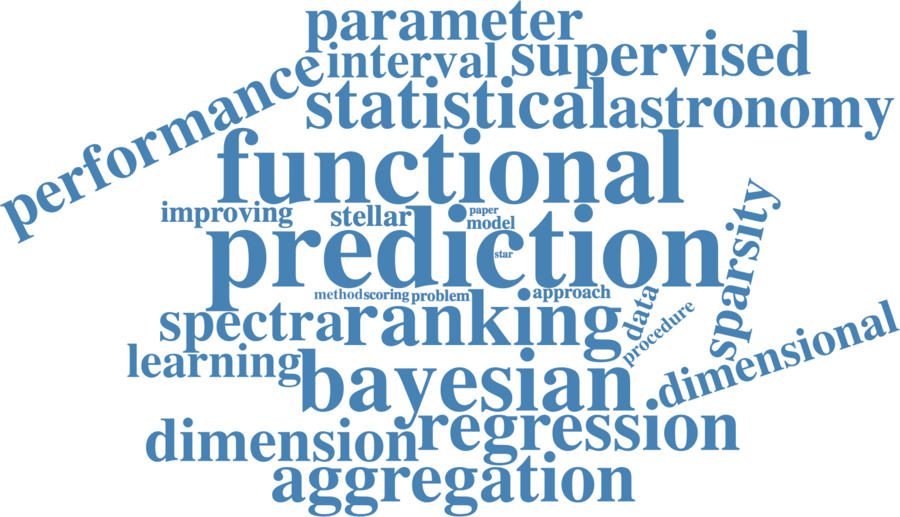 parameter
interval
supervised
performance
statistical
astronomy
functional
improving
stellar
paper
model
prediction
star
sparsity
method
scoring
problem
approach
data
procedure
spectra
ranking
learning
bayesian
dimensional
dimension
regression
aggregation